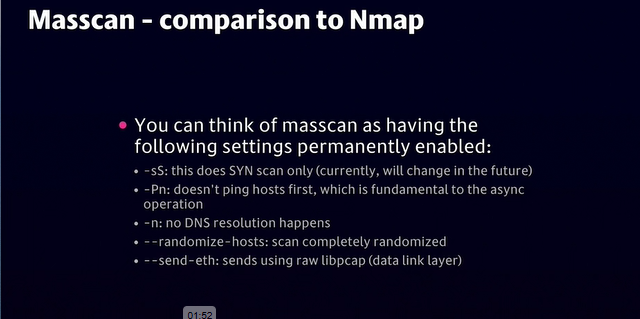 Masscan - comparison to Nmap
• You can think of masscan as having the
following settings permanently enabled:
• -sS: this does SYN scan only (currently, will change in the future)
• -Pn: doesn't ping hosts first, which is fundamental to the async
operation
• -n: no DNS resolution happens
• --randomize-hosts: scan completely randomized
• --send-eth: sends using raw libpcap (data link layer)
01:52